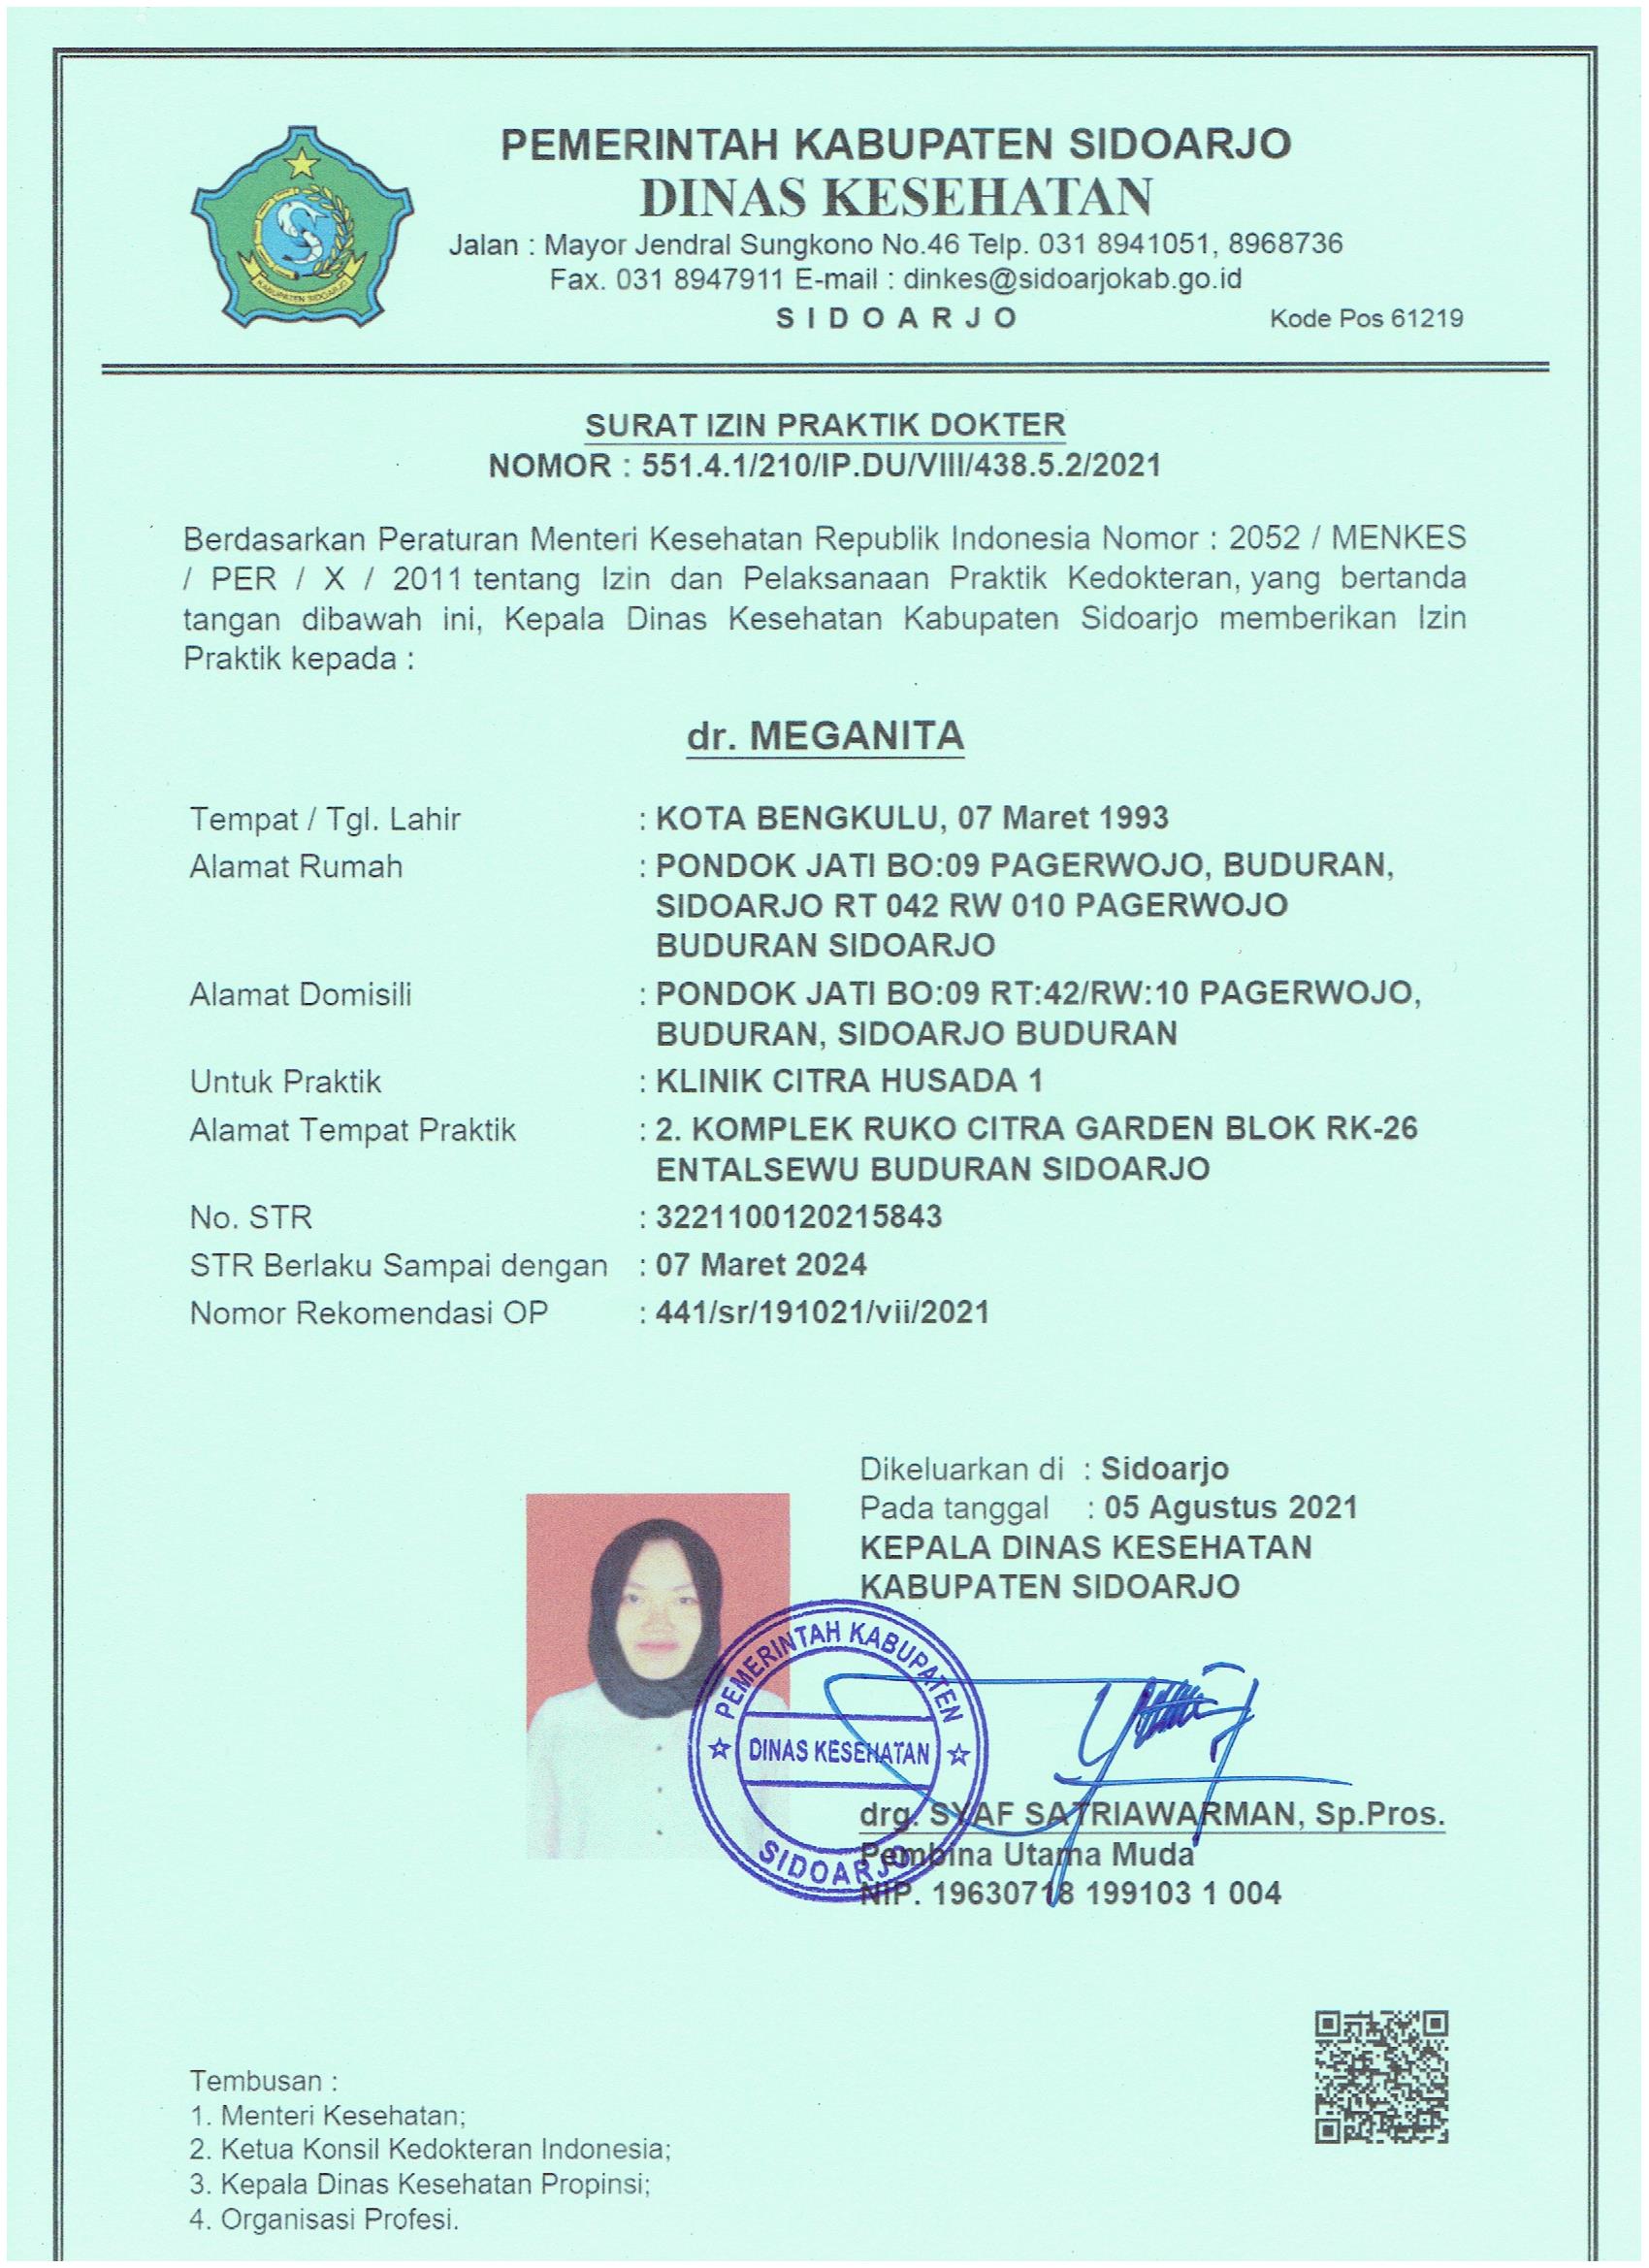 PEMERINTAH KABUPATEN SIDOARJO
DINAS KESEHATAN
Jalan : Mayor Jendral Sungkono No.46 Telp. 031 8941051, 8968736
Fax. 031 8947911 E-mail : dinkes@sidoarjokab.go.id
S I D O A R J O
Kode Pos 61219
KABUPATEN SIDOARJO
SURAT IZIN PRAKTIK DOKTER
NOMOR : 551.4.1/210/IP.DU/VIII/438.5.2/2021
Berdasarkan Peraturan Menteri Kesehatan Republik Indonesia Nomor : 2052 / MENKES
/ PER / X / 2011 tentang Izin dan Pelaksanaan Praktik Kedokteran, yang bertanda
tangan dibawah ini, Kepala Dinas Kesehatan Kabupaten Sidoarjo memberikan Izin
Praktik kepada :
dr. MEGANITA
Tempat / Tgl. Lahir : KOTA BENGKULU, 07 Maret 1993
Alamat Rumah : PONDOK JATI BO:09 PAGERWOJO, BUDURAN,
SIDOARJO RT 042 RW 010 PAGERWOJO
BUDURAN SIDOARJO
Alamat Domisili : PONDOK JATI BO:09 RT:42/RW:10 PAGERWOJO,
BUDURAN, SIDOARJO BUDURAN
Untuk Praktik : KLINIK CITRA HUSADA 1
Alamat Tempat Praktik : 2. KOMPLEK RUKO CITRA GARDEN BLOK RK-26
ENTALSEWU BUDURAN SIDOARJO
No. STR : 3221100120215843
STR Berlaku Sampai dengan : 07 Maret 2024
Nomor Rekomendasi OP : 441/sr/191021/vii/2021
Dikeluarkan di : Sidoarjo
Pada tanggal : 05 Agustus 2021
KEPALA DINAS KESEHATAN
KABUPATEN SIDOARJO
PEMERINTAH KABUPATEN
DINAS KESEHATAN
SIDOARJO
drg. SYAF SATRIAWARMAN, Sp.Pros.
Pembina Utama Muda
NIP. 19630718 199103 1 004
Tembusan :
1. Menteri Kesehatan;
2. Ketua Konsil Kedokteran Indonesia;
3. Kepala Dinas Kesehatan Propinsi;
4. Organisasi Profesi.